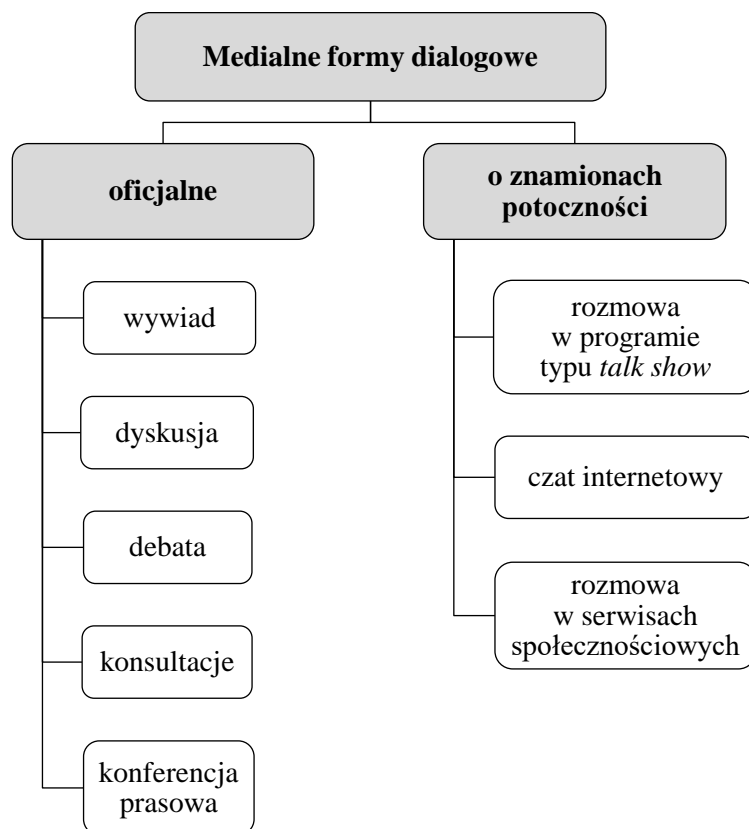 Medialne formy dialogowe
oficjalne
wywiad
dyskusja
debata
konsultacje
konferencja
prasowa
o znamionach
potoczności
rozmowa
w programie
typu talk show
czat internetowy
rozmowa
w serwisach
społecznościowych